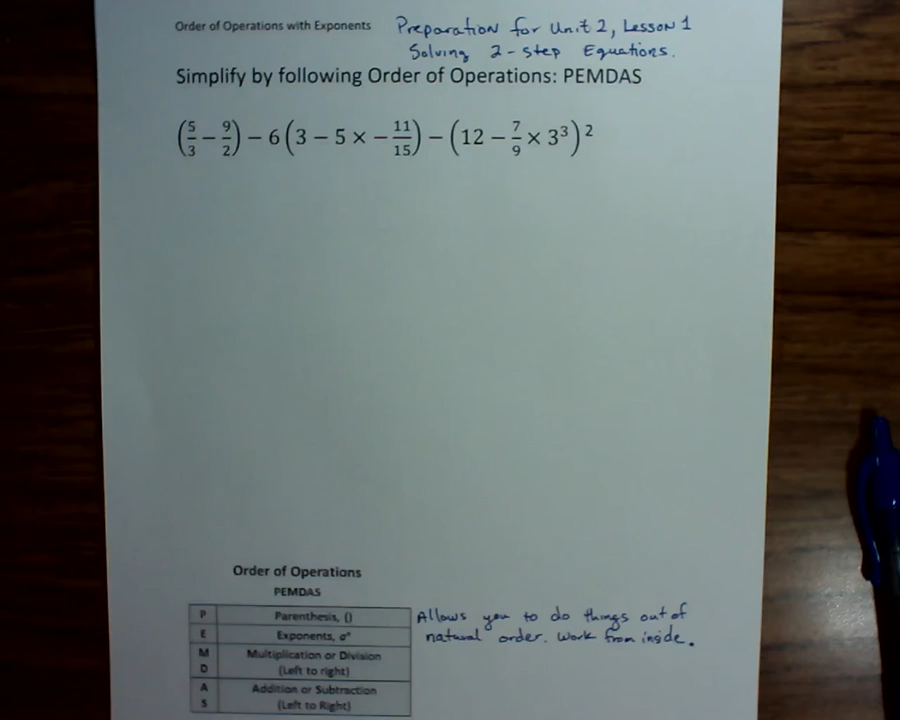 Order of Operations with Exponents Preparation for Unit 2, Lesson 1
Solving 2-step Equations.
Simplify by following Order of Operations: PEMDAS
(5/3 − 9/2) − 6(3 − 5 × −11/15) − (12 − 7/9 × 3³)²
Order of Operations
PEMDAS
P Parenthesis, ()
E Exponents, aⁿ
M Multiplication or Division
D (Left to right)
A Addition or Subtraction
S (Left to Right)
Allows you to do things out of
natural order. Work from inside.